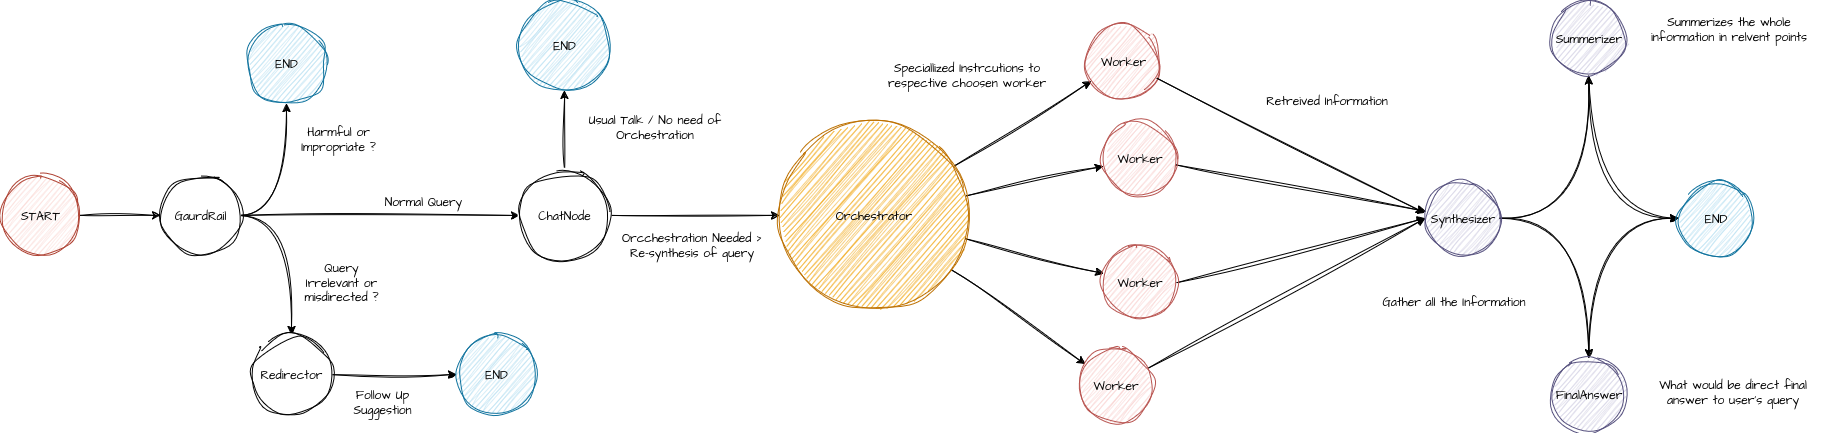 START
GaurdRail
END
Harmful or
Impropriate ?
Normal Query
Query
Irrelevant or
misdirected ?
Redirector
Follow Up
Suggestion
END
END
Usual Talk / No need of
Orchestration
ChatNode
Orcchestration Needed >
Re-synthesis of query
Orchestrator
Speciallized Instrcutions to
respective choosen worker
Worker
Worker
Worker
Worker
Retreived Information
Synthesizer
Gather all the Information
Summerizer
Summerizes the whole
information in relvent points
END
FinalAnswer
What would be direct final
answer to user's query